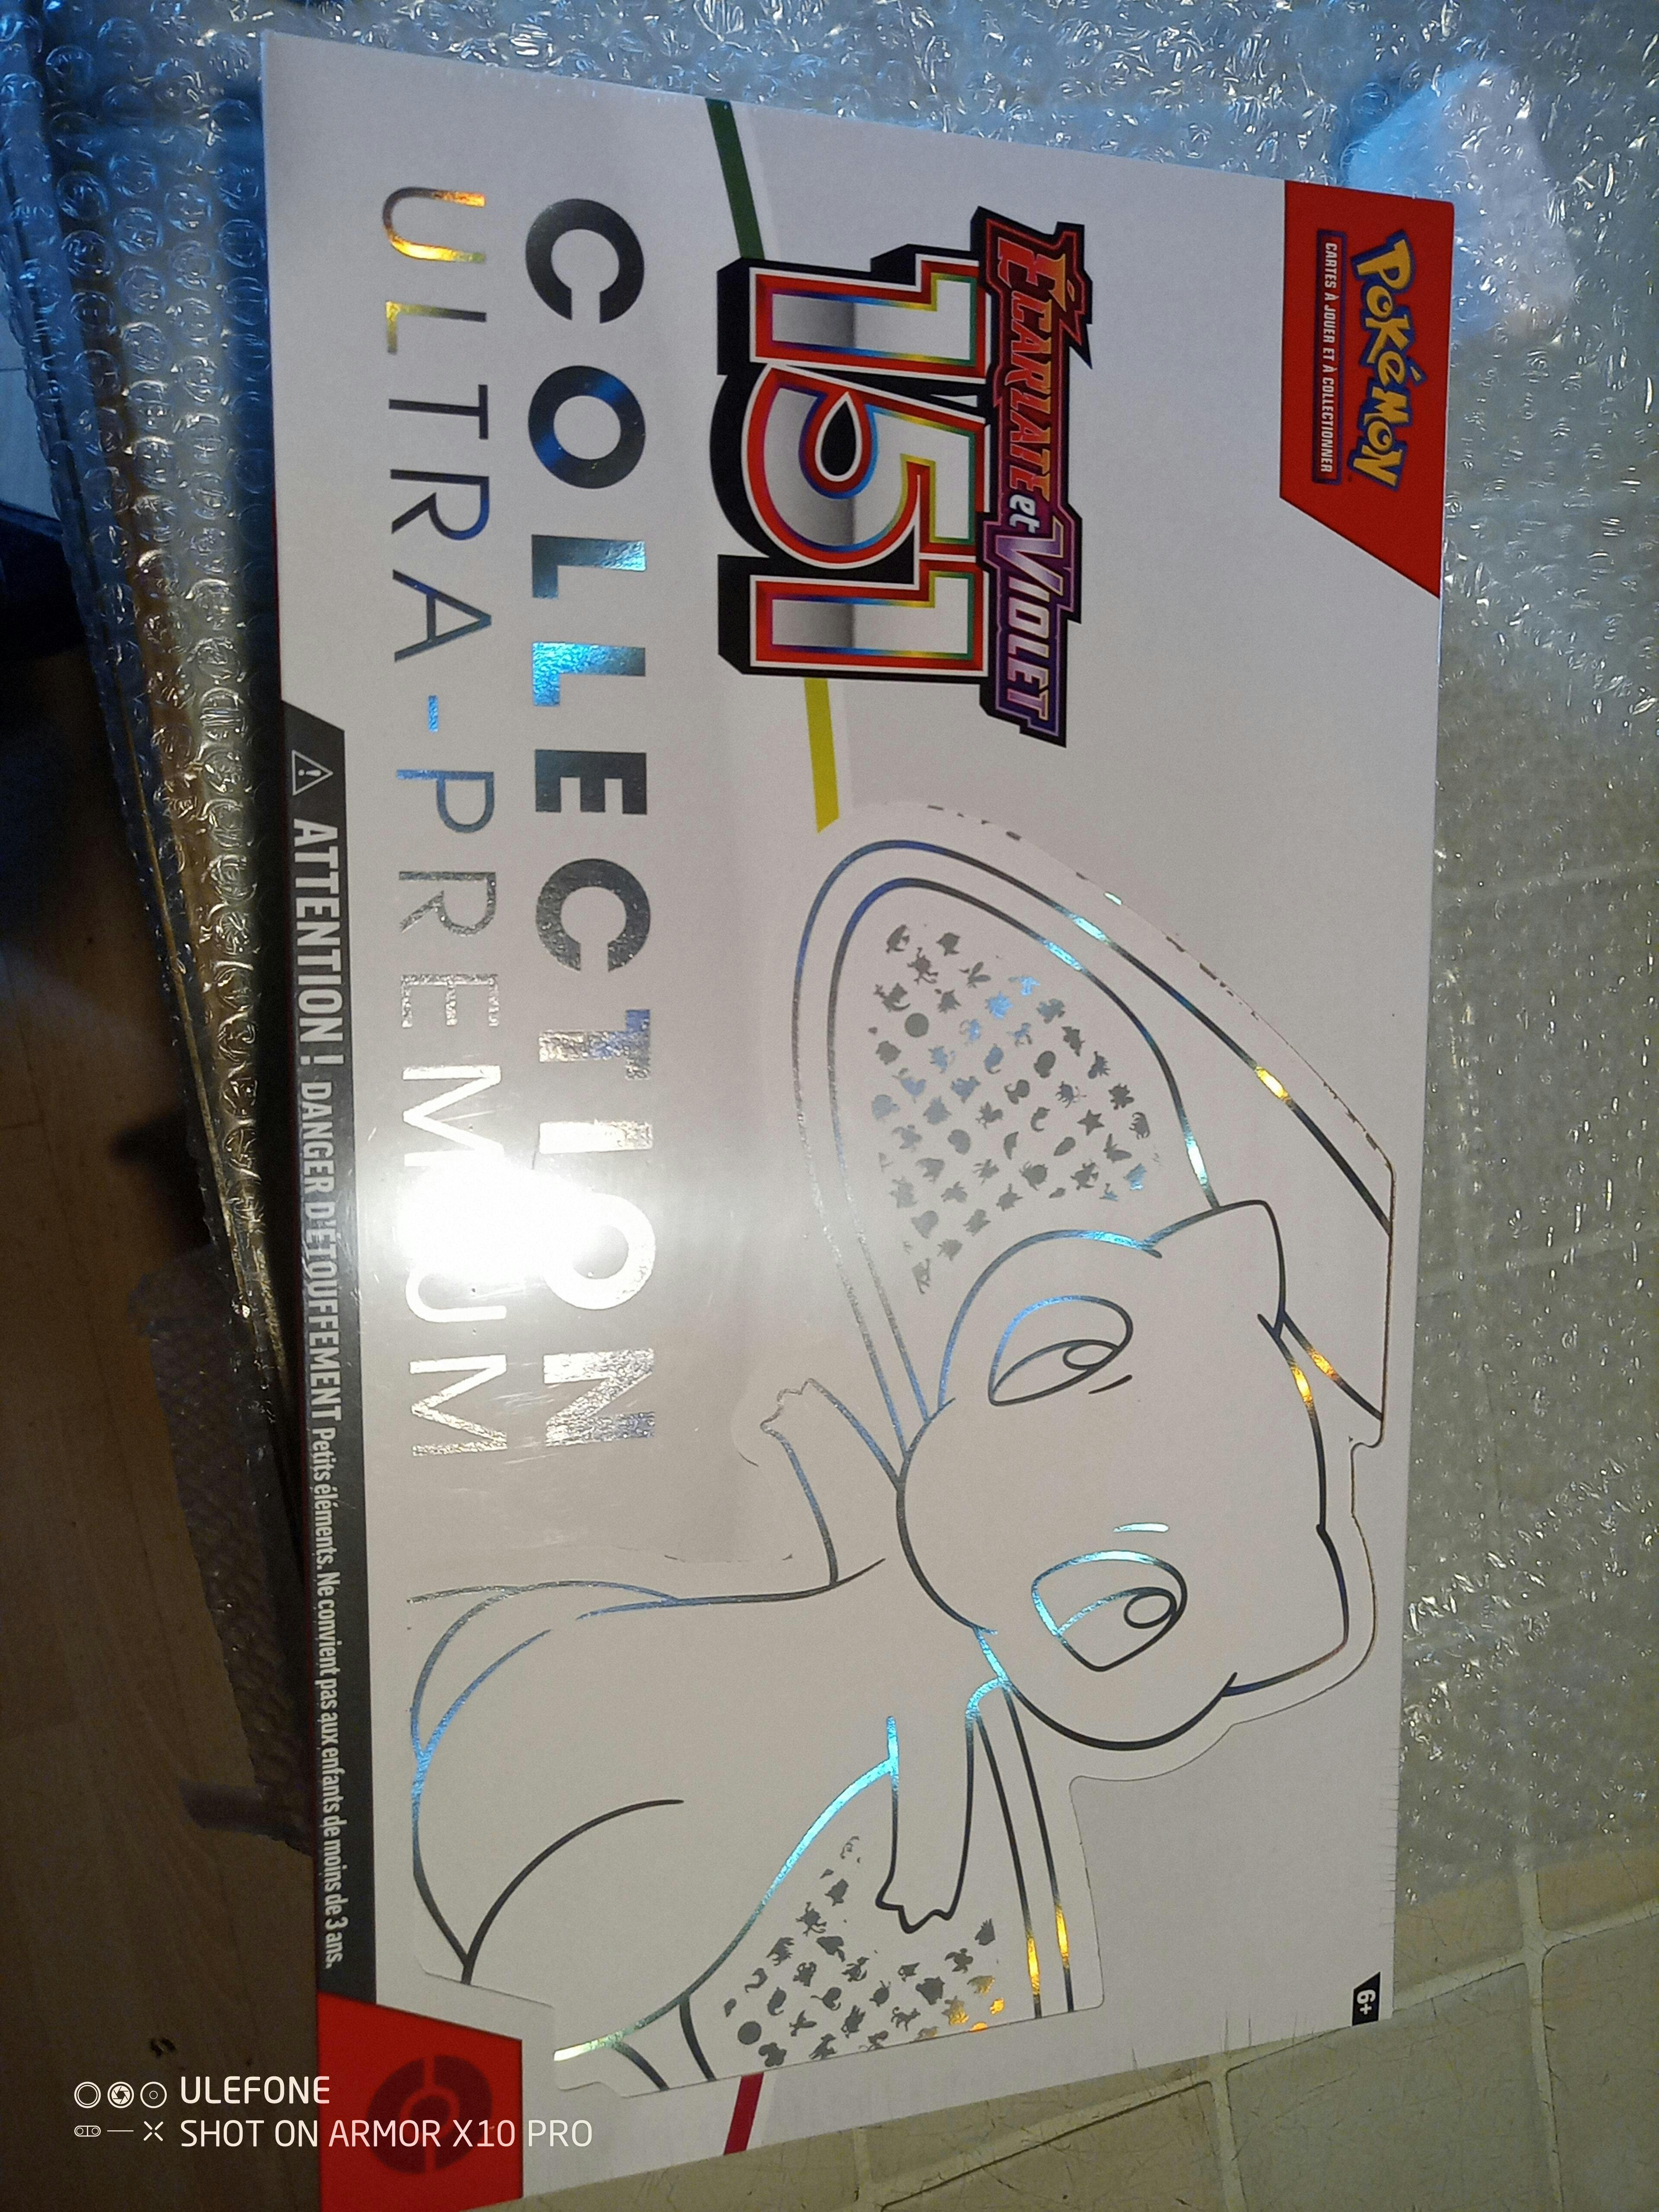 POKÉMON
CARTES À JOUER ET À COLLECTIONNER
ÉCARLATE et VIOLET
151
COLLECTION
ULTRA-PREMIUM
ATTENTION ! DANGER D'ÉTOUFFEMENT Petits éléments. Ne convient pas aux enfants de moins de 3 ans.
6+
ULEFONE
SHOT ON ARMOR X10 PRO